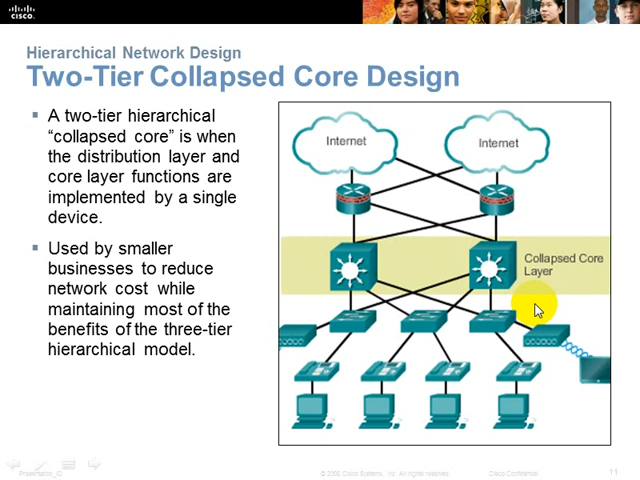 CISCO
Hierarchical Network Design
Two-Tier Collapsed Core Design
A two-tier hierarchical
“collapsed core” is when
the distribution layer and
core layer functions are
implemented by a single
device.
Used by smaller
businesses to reduce
network cost while
maintaining most of the
benefits of the three-tier
hierarchical model.
Internet
Internet
Collapsed Core
Layer
Presentation_ID
Cisco Systems, Inc. All rights reserved.
Cisco Confidential
11